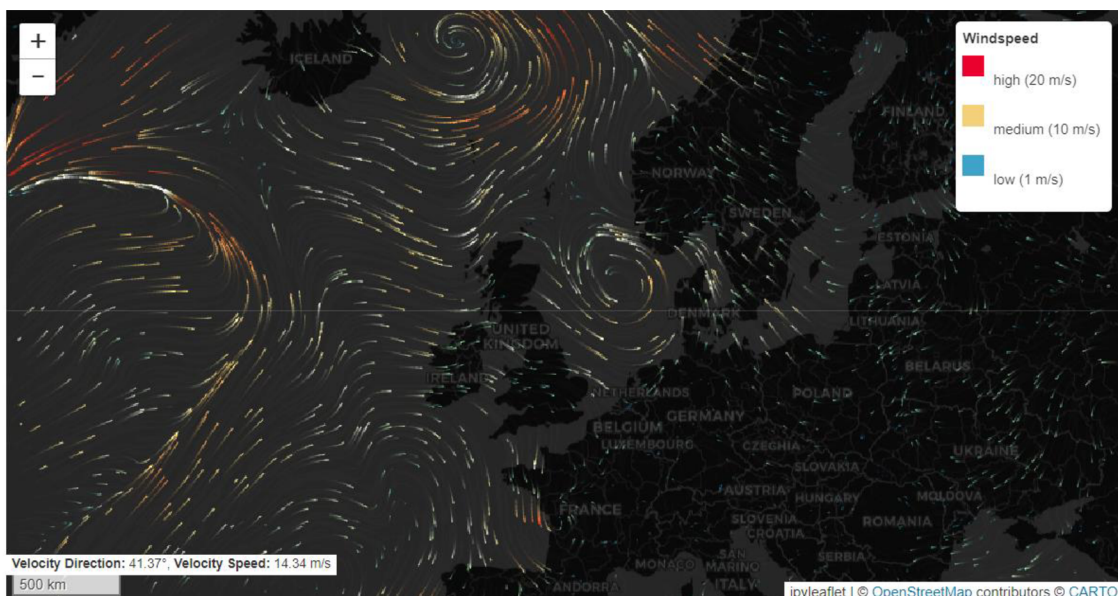 +
−
Windspeed
high (20 m/s)
medium (10 m/s)
low (1 m/s)
ICELAND
FINLAND
NORWAY
SWEDEN
ESTONIA
LATVIA
DENMARK
LITHUANIA
UNITED
KINGDOM
BELARUS
IRELAND
NETHERLANDS
POLAND
GERMANY
BELGIUM
LUXEMBOURG
CZECHIA
UKRAINE
SLOVAKIA
AUSTRIA
HUNGARY
MOLDOVA
FRANCE
SLOVENIA
ROMANIA
CROATIA
SAN
MARINO
MONACO
SERBIA
ITALY
ANDORRA
Velocity Direction: 41.37°, Velocity Speed: 14.34 m/s
500 km
ipyleaflet | © OpenStreetMap contributors © CARTO